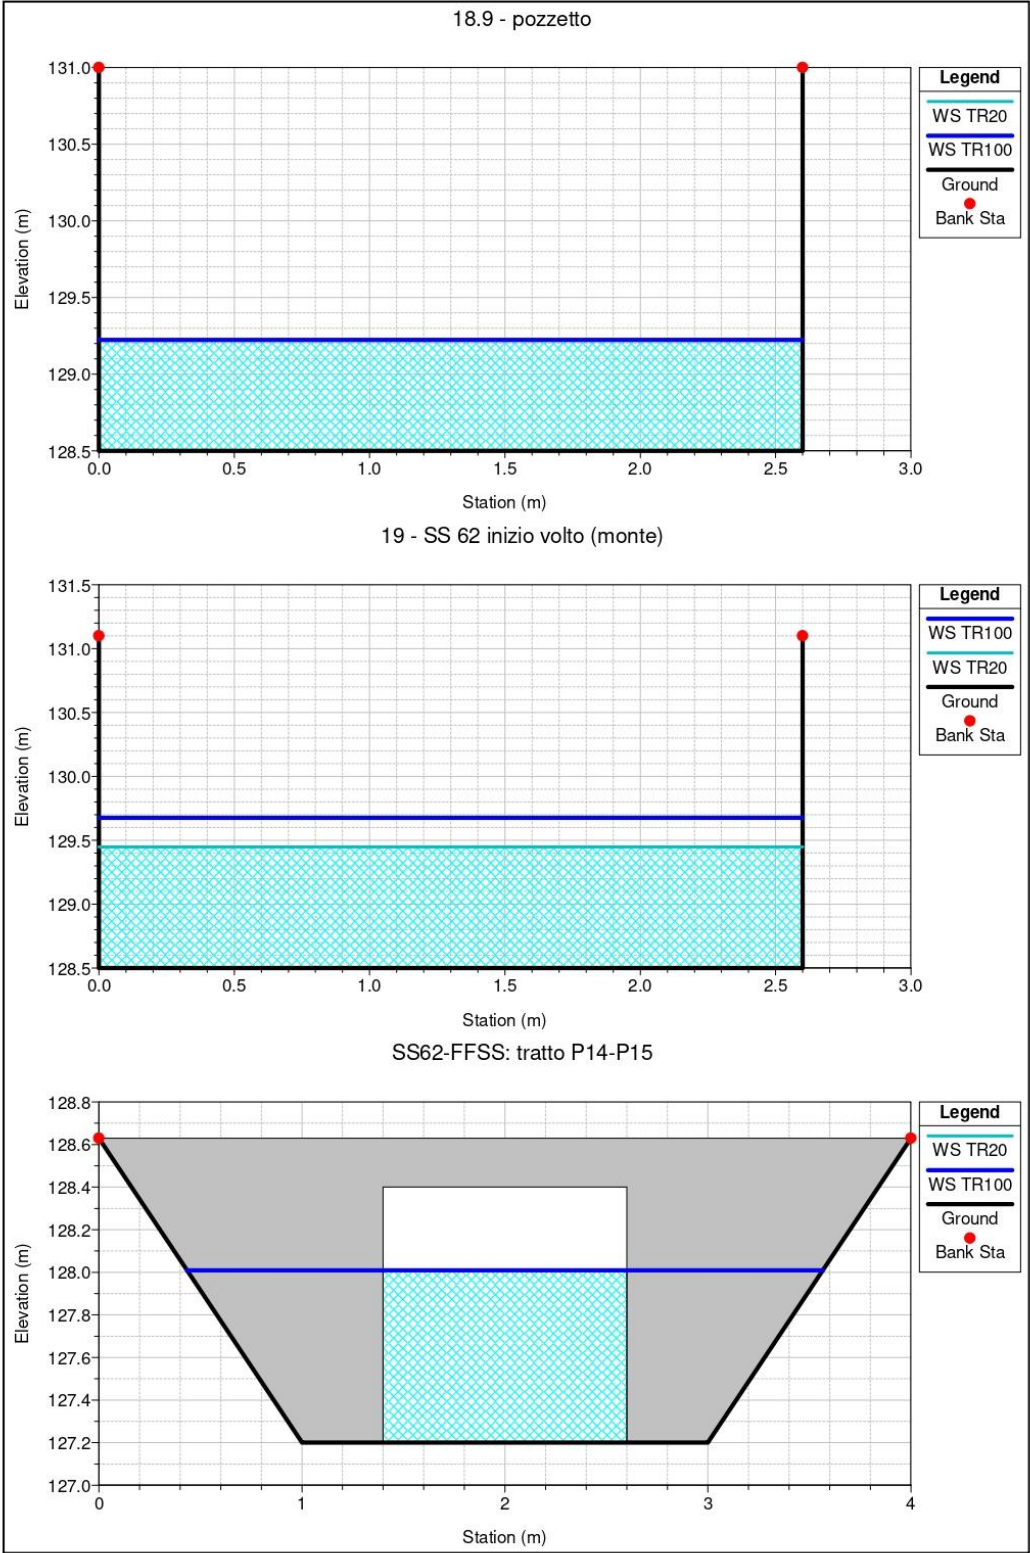 18.9 - pozzetto
131.0
130.5
130.0
129.5
129.0
128.5
Elevation (m)
0.0 0.5 1.0 1.5 2.0 2.5 3.0
Station (m)
Legend
WS TR20
WS TR100
Ground
Bank Sta
19 - SS 62 inizio volto (monte)
131.5
131.0
130.5
130.0
129.5
129.0
128.5
Elevation (m)
0.0 0.5 1.0 1.5 2.0 2.5 3.0
Station (m)
Legend
WS TR100
WS TR20
Ground
Bank Sta
SS62-FFSS: tratto P14-P15
128.8
128.6
128.4
128.2
128.0
127.8
127.6
127.4
127.2
127.0
Elevation (m)
0 1 2 3 4
Station (m)
Legend
WS TR20
WS TR100
Ground
Bank Sta